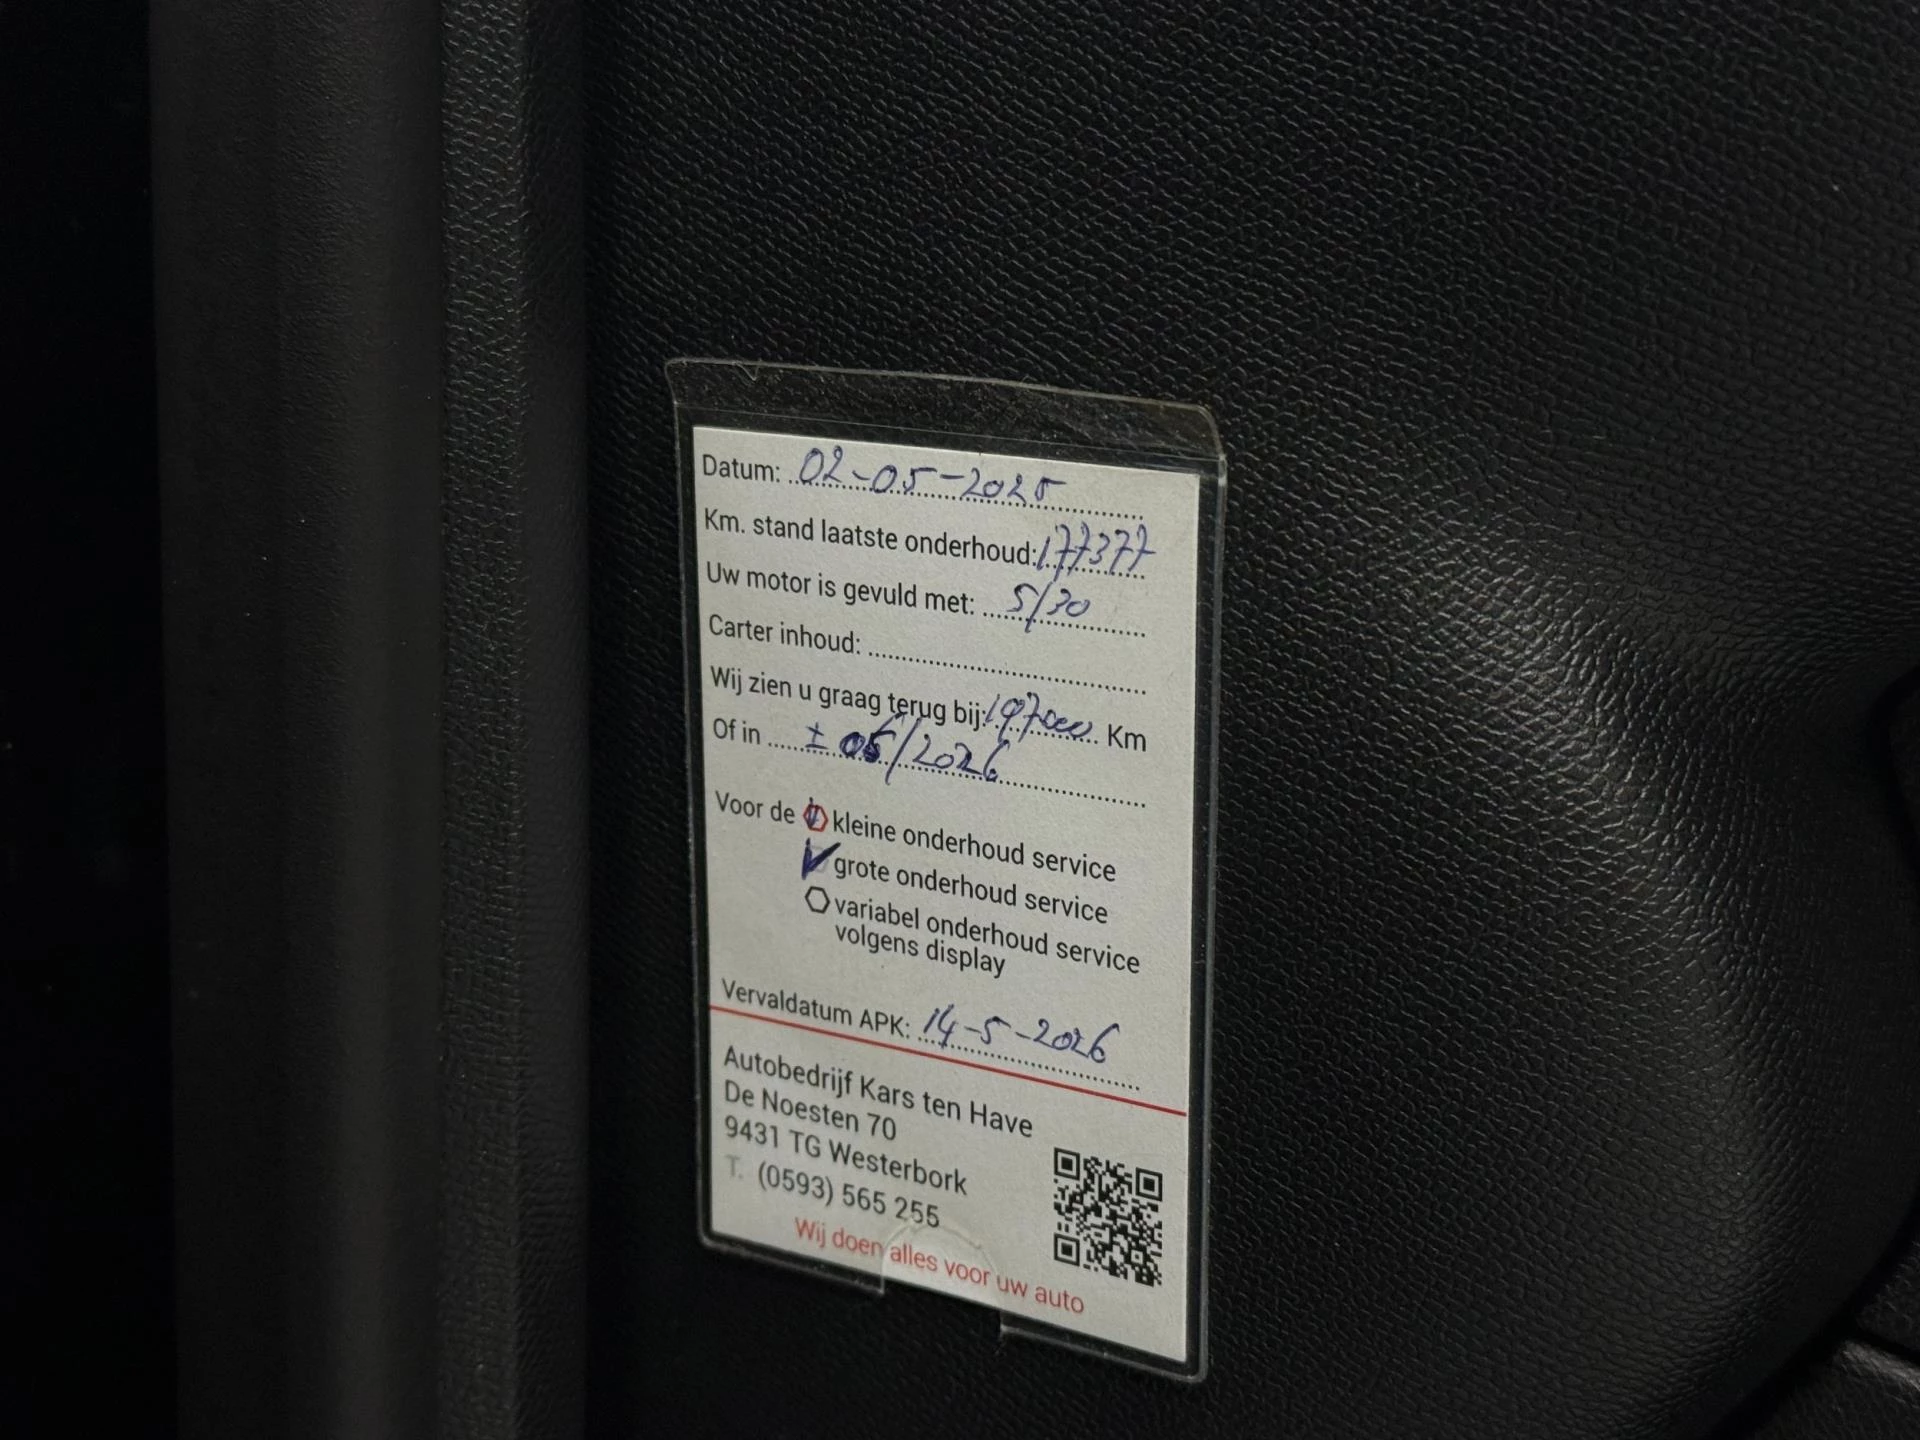 Datum: 02-05-2025
Km. stand laatste onderhoud: 177377
Uw motor is gevuld met: 5/30
Carter inhoud:
Wij zien u graag terug bij: 197000 Km
Of in ± 05/2026
Voor de kleine onderhoud service
grote onderhoud service
variabel onderhoud service
volgens display
Vervaldatum APK: 14-5-2026
Autobedrijf Kars ten Have
De Noesten 70
9431 TG Westerbork
T. (0593) 565 255
Wij doen alles voor uw auto